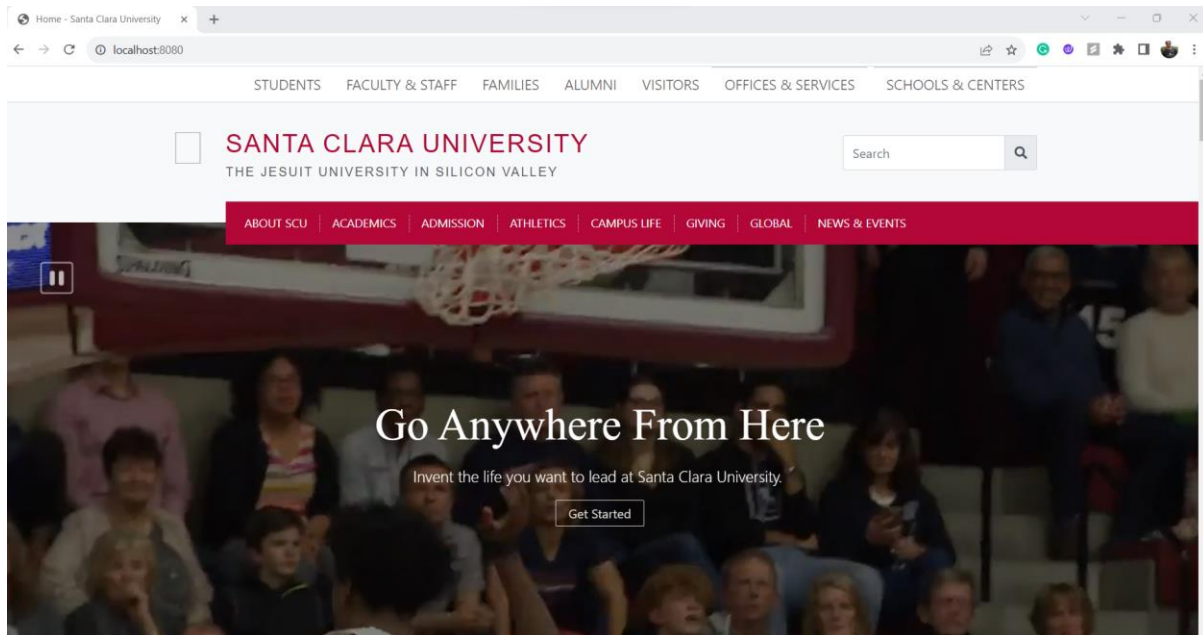 Home - Santa Clara University
localhost:8080
STUDENTS FACULTY & STAFF FAMILIES ALUMNI VISITORS OFFICES & SERVICES SCHOOLS & CENTERS
SANTA CLARA UNIVERSITY
THE JESUIT UNIVERSITY IN SILICON VALLEY
Search
ABOUT SCU ACADEMICS ADMISSION ATHLETICS CAMPUS LIFE GIVING GLOBAL NEWS & EVENTS
SPALDING
15
Go Anywhere From Here
Invent the life you want to lead at Santa Clara University.
Get Started